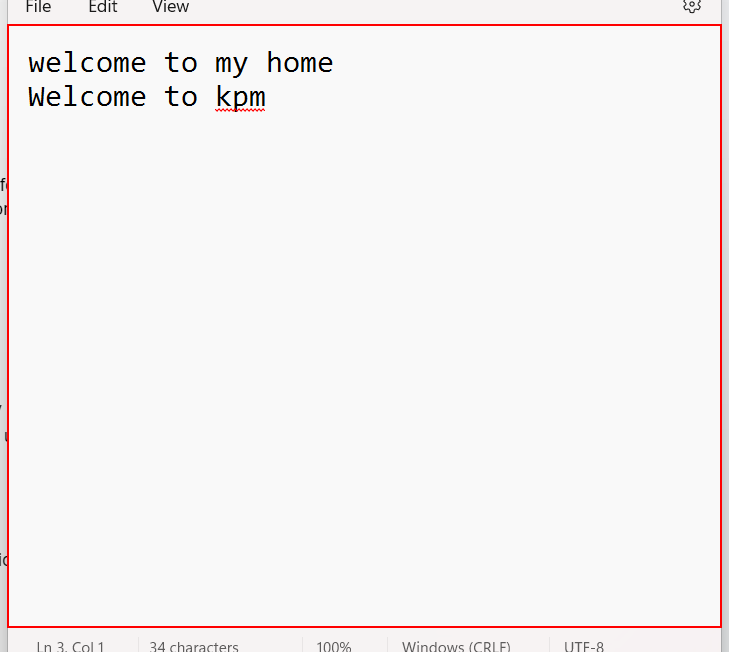 File Edit View
welcome to my home
Welcome to kpm
Ln 3, Col 1 34 characters 100% Windows (CRLF) UTF-8